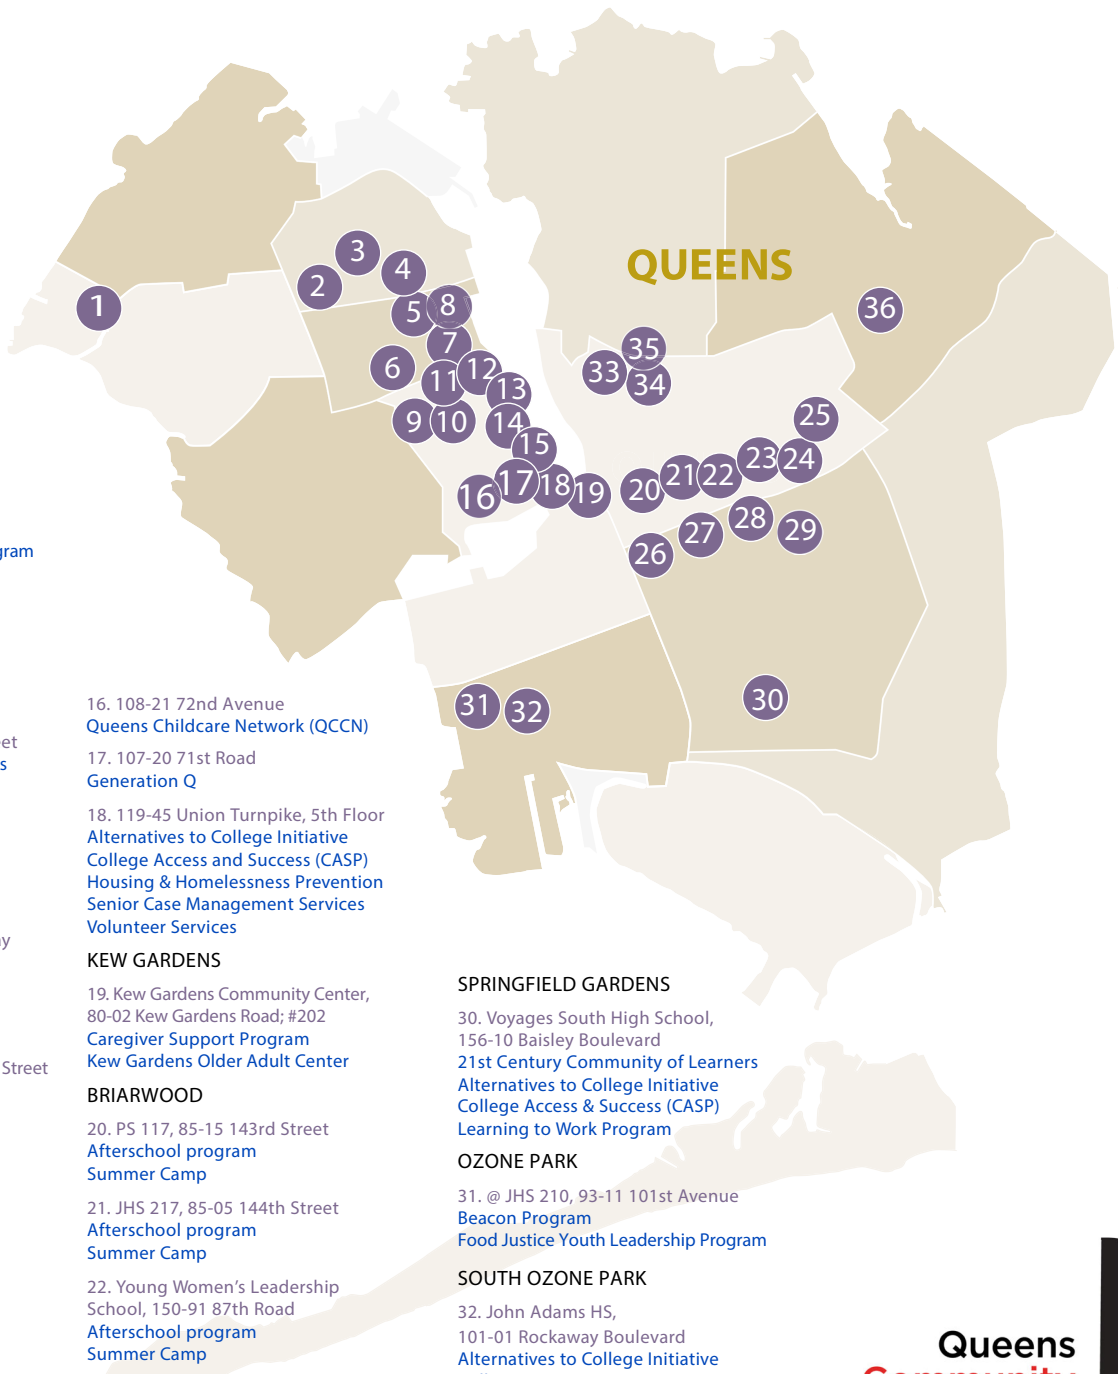 QUEENS
1
2
3
4
5
6
7
8
9
10
11
12
13
14
15
16
17
18
19
20
21
22
23
24
25
26
27
28
29
30
31
32
33
34
35
36
gram
16. 108-21 72nd Avenue
Queens Childcare Network (QCCN)
17. 107-20 71st Road
Generation Q
18. 119-45 Union Turnpike, 5th Floor
Alternatives to College Initiative
College Access and Success (CASP)
Housing & Homelessness Prevention
Senior Case Management Services
Volunteer Services
KEW GARDENS
19. Kew Gardens Community Center,
80-02 Kew Gardens Road; #202
Caregiver Support Program
Kew Gardens Older Adult Center
Street
BRIARWOOD
20. PS 117, 85-15 143rd Street
Afterschool program
Summer Camp
21. JHS 217, 85-05 144th Street
Afterschool program
Summer Camp
22. Young Women's Leadership
School, 150-91 87th Road
Afterschool program
Summer Camp
SPRINGFIELD GARDENS
30. Voyages South High School,
156-10 Baisley Boulevard
21st Century Community of Learners
Alternatives to College Initiative
College Access & Success (CASP)
Learning to Work Program
OZONE PARK
31. @ JHS 210, 93-11 101st Avenue
Beacon Program
Food Justice Youth Leadership Program
SOUTH OZONE PARK
32. John Adams HS,
101-01 Rockaway Boulevard
Alternatives to College Initiative
Queens
Community